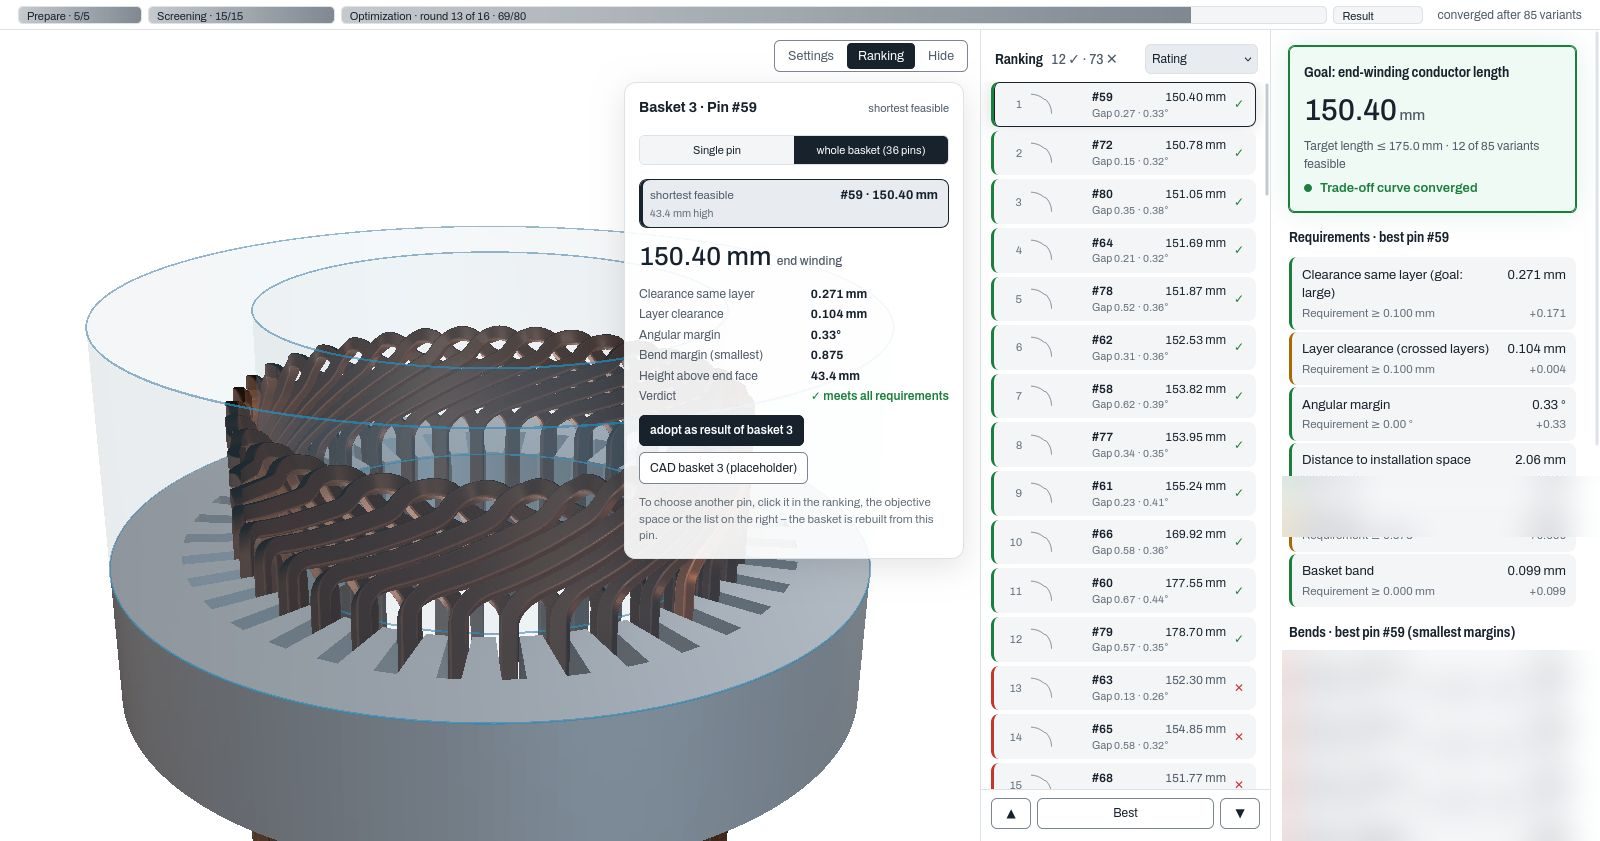 Prepare · 5/5
Screening · 15/15
Optimization · round 13 of 16 · 69/80
Result
converged after 85 variants
Settings
Ranking
Hide
Basket 3 · Pin #59
shortest feasible
Single pin
whole basket (36 pins)
shortest feasible
#59 · 150.40 mm
43.4 mm high
150.40 mm end winding
Clearance same layer 0.271 mm
Layer clearance 0.104 mm
Angular margin 0.33°
Bend margin (smallest) 0.875
Height above end face 43.4 mm
Verdict ✓ meets all requirements
adopt as result of basket 3
CAD basket 3 (placeholder)
To choose another pin, click it in the ranking, the objective
space or the list on the right – the basket is rebuilt from this
pin.
Ranking 12 ✓ · 73 ✕
Rating
1 #59 150.40 mm ✓
Gap 0.27 · 0.33°
2 #72 150.78 mm ✓
Gap 0.15 · 0.32°
3 #80 151.05 mm ✓
Gap 0.35 · 0.38°
4 #64 151.69 mm ✓
Gap 0.21 · 0.32°
5 #78 151.87 mm ✓
Gap 0.52 · 0.36°
6 #62 152.53 mm ✓
Gap 0.31 · 0.36°
7 #58 153.82 mm ✓
Gap 0.62 · 0.39°
8 #77 153.95 mm ✓
Gap 0.34 · 0.35°
9 #61 155.24 mm ✓
Gap 0.23 · 0.41°
10 #66 169.92 mm ✓
Gap 0.58 · 0.36°
11 #60 177.55 mm ✓
Gap 0.67 · 0.44°
12 #79 178.70 mm ✓
Gap 0.57 · 0.35°
13 #63 152.30 mm ✕
Gap 0.13 · 0.26°
14 #65 154.85 mm ✕
Gap 0.58 · 0.32°
15 #68 151.77 mm ✕
▲
Best
▼
Goal: end-winding conductor length
150.40 mm
Target length ≤ 175.0 mm · 12 of 85 variants
feasible
Trade-off curve converged
Requirements · best pin #59
Clearance same layer (goal: 0.271 mm
large)
Requirement ≥ 0.100 mm +0.171
Layer clearance (crossed layers) 0.104 mm
Requirement ≥ 0.100 mm +0.004
Angular margin 0.33 °
Requirement ≥ 0.00 ° +0.33
Distance to installation space 2.06 mm
Basket band 0.099 mm
Requirement ≥ 0.000 mm +0.099
Bends · best pin #59 (smallest margins)